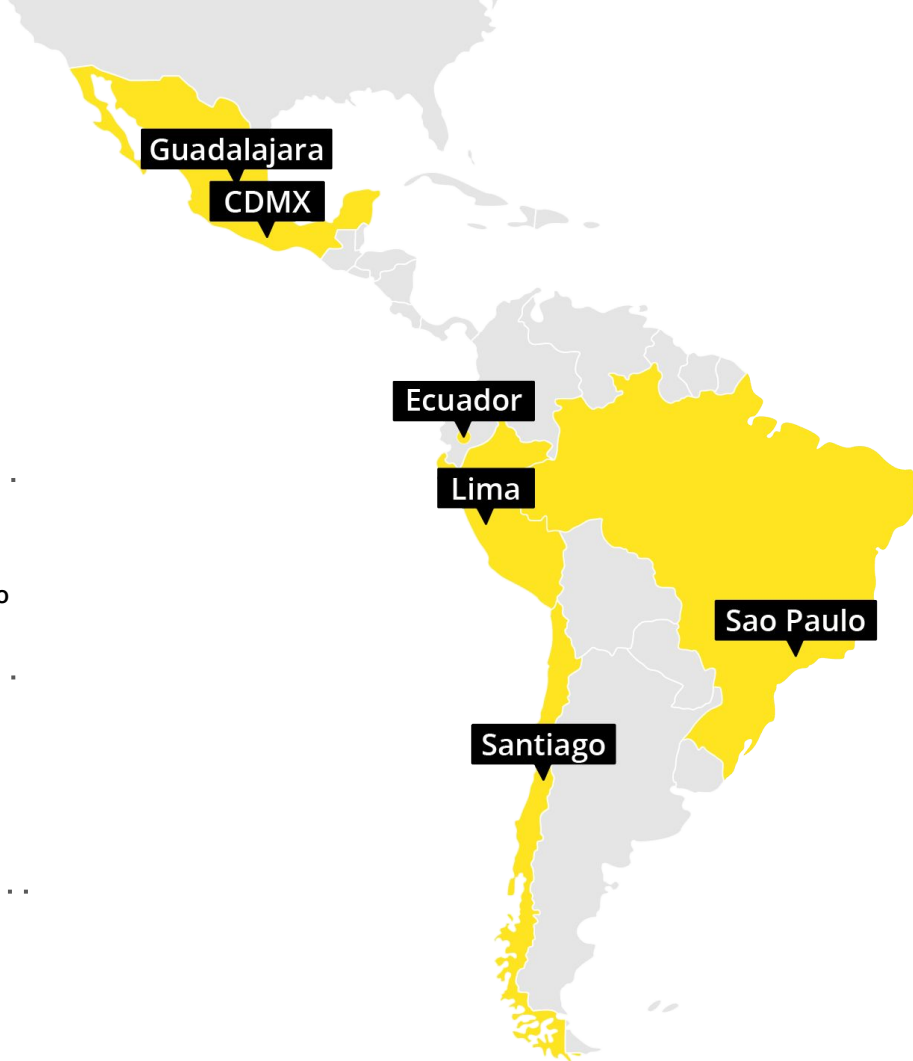 Guadalajara
CDMX
Ecuador
.
Lima
o
Sao Paulo
.
Santiago
. .